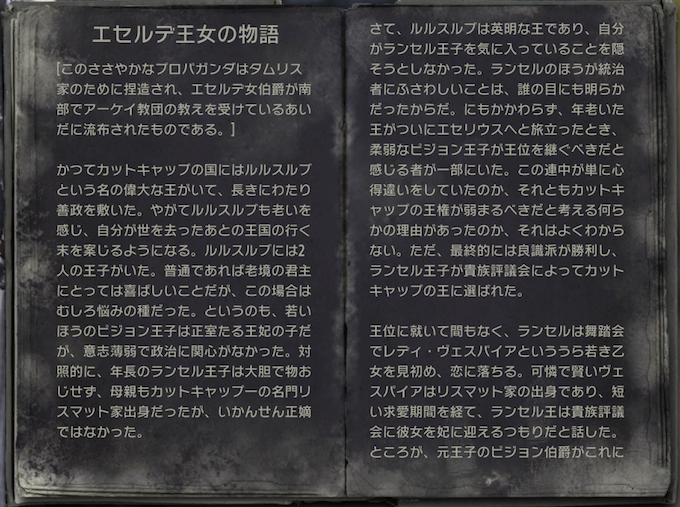 エセルデ王女の物語
[このささやかなプロパガンダはタムリス
家のために捏造され、エセルデ女伯爵が南
部でアーケイ教団の教えを受けているあい
だに流布されたものである。]
かつてカットキャップの国にはルルスルブ
という名の偉大な王がいて、長きにわたり
善政を敷いた。やがてルルスルブも老いを
感じ、自分が世を去ったあとの王国の行く
末を案じるようになる。ルルスルブには2
人の王子がいた。普通であれば老境の君主
にとっては喜ばしいことだが、この場合は
むしろ悩みの種だった。というのも、若い
ほうのピジョン王子は正室たる王妃の子だ
が、意志薄弱で政治に関心がなかった。対
照的に、年長のランセル王子は大胆で物お
じせず、母親もカットキャップ一の名門リ
スマット家出身だったが、いかんせん正嫡
ではなかった。
さて、ルルスルブは英明な王であり、自分
がランセル王子を気に入っていることを隠
そうとしなかった。ランセルのほうが統治
者にふさわしいことは、誰の目にも明らか
だったからだ。にもかかわらず、年老いた
王がついにエセリウスへと旅立ったとき、
柔弱なピジョン王子が王位を継ぐべきだと
感じる者が一部にいた。この連中が単に心
得違いをしていたのか、それともカットキ
ャップの王権が弱まるべきだと考える何ら
かの理由があったのか、それはよくわから
ない。ただ、最終的には良識派が勝利し、
ランセル王子が貴族評議会によってカット
キャップの王に選ばれた。
王位に就いて間もなく、ランセルは舞踏会
でレディ・ヴェスパイアといううら若き乙
女を見初め、恋に落ちる。可憐で賢いヴェ
スパイアはリスマット家の出身であり、短
い求愛期間を経て、ランセル王は貴族評議
会に彼女を妃に迎えるつもりだと話した。
ところが、元王子のピジョン伯爵がこれに